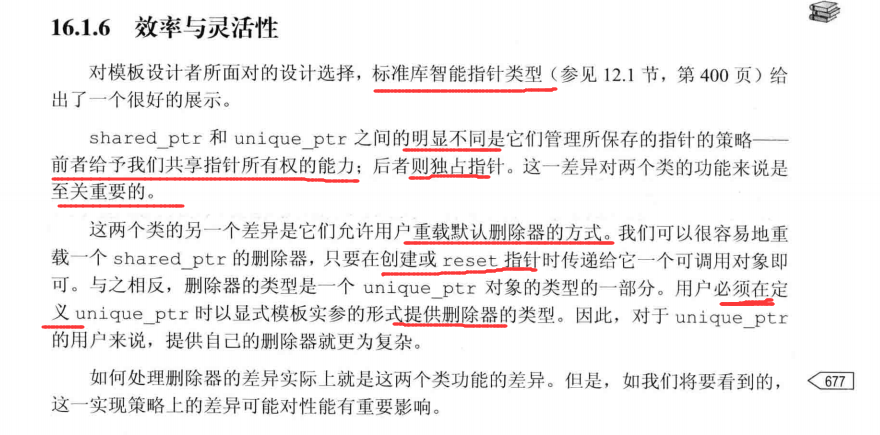 16.1.6 效率与灵活性
对模板设计者所面对的设计选择，标准库智能指针类型（参见 12.1 节，第 400 页）给
出了一个很好的展示。
shared_ptr 和 unique_ptr 之间的明显不同是它们管理所保存的指针的策略——
前者给予我们共享指针所有权的能力；后者则独占指针。这一差异对两个类的功能来说是
至关重要的。
这两个类的另一个差异是它们允许用户重载默认删除器的方式。我们可以很容易地重
载一个 shared_ptr 的删除器，只要在创建或 reset 指针时传递给它一个可调用对象即
可。与之相反，删除器的类型是一个 unique_ptr 对象的类型的一部分。用户必须在定
义 unique_ptr 时以显式模板实参的形式提供删除器的类型。因此，对于 unique_ptr
的用户来说，提供自己的删除器就更为复杂。
如何处理删除器的差异实际上就是这两个类功能的差异。但是，如我们将要看到的，
677
这一实现策略上的差异可能对性能有重要影响。